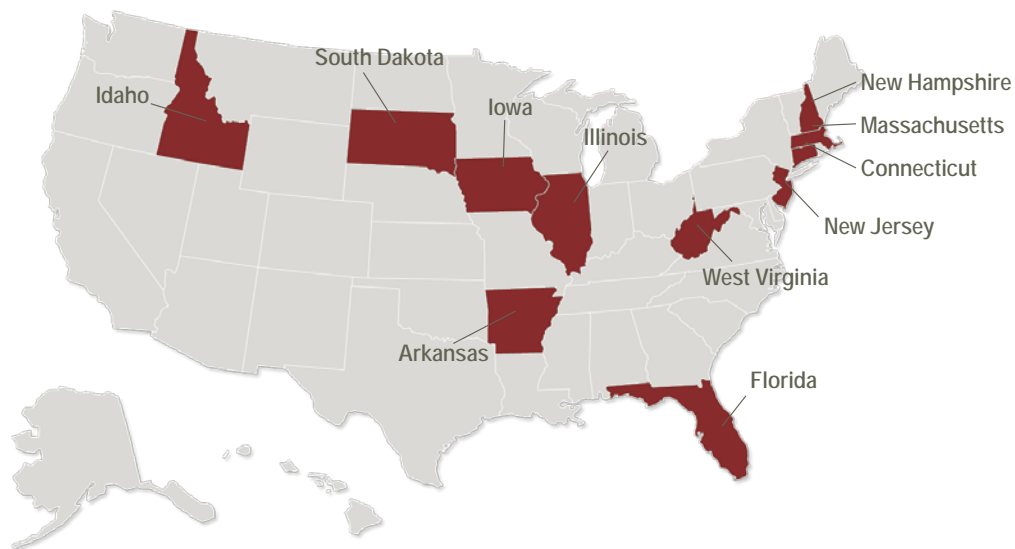 South Dakota
New Hampshire
Idaho
Iowa
Massachusetts
Illinois
Connecticut
New Jersey
West Virginia
Arkansas
Florida